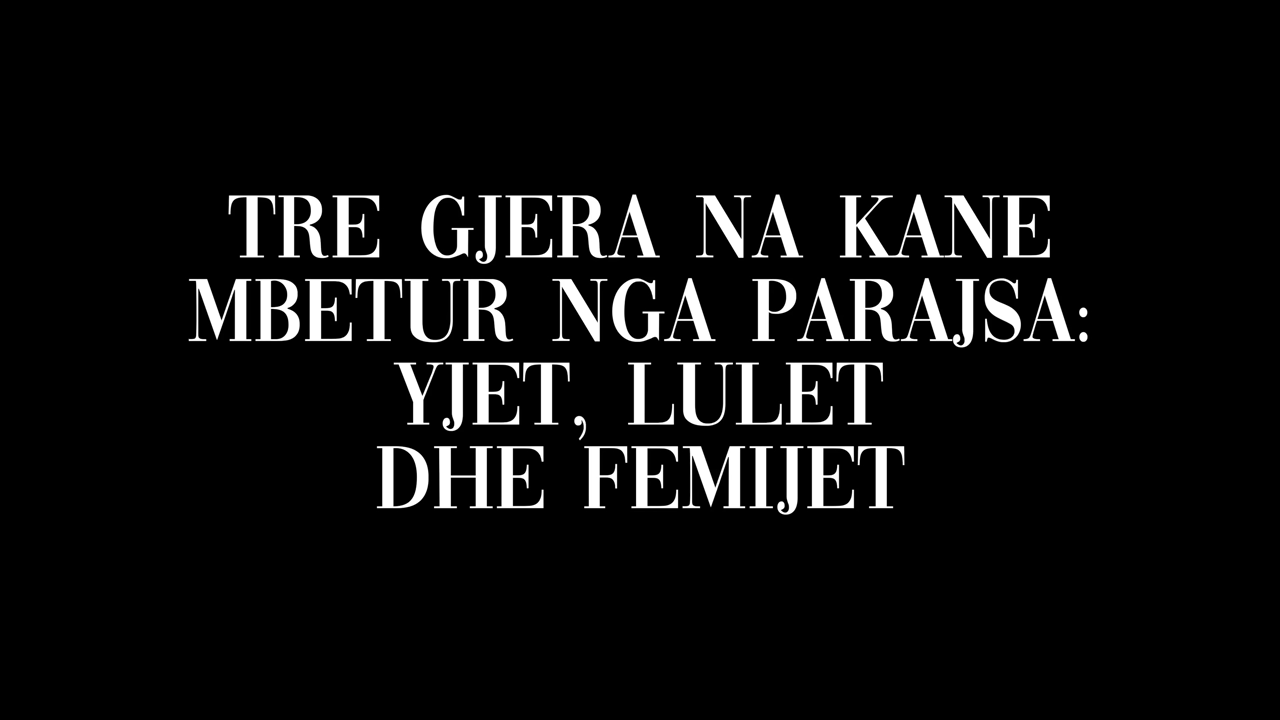 TRE GJERA NA KANE
MBETUR NGA PARAJSA:
YJET, LULET
DHE FEMIJET